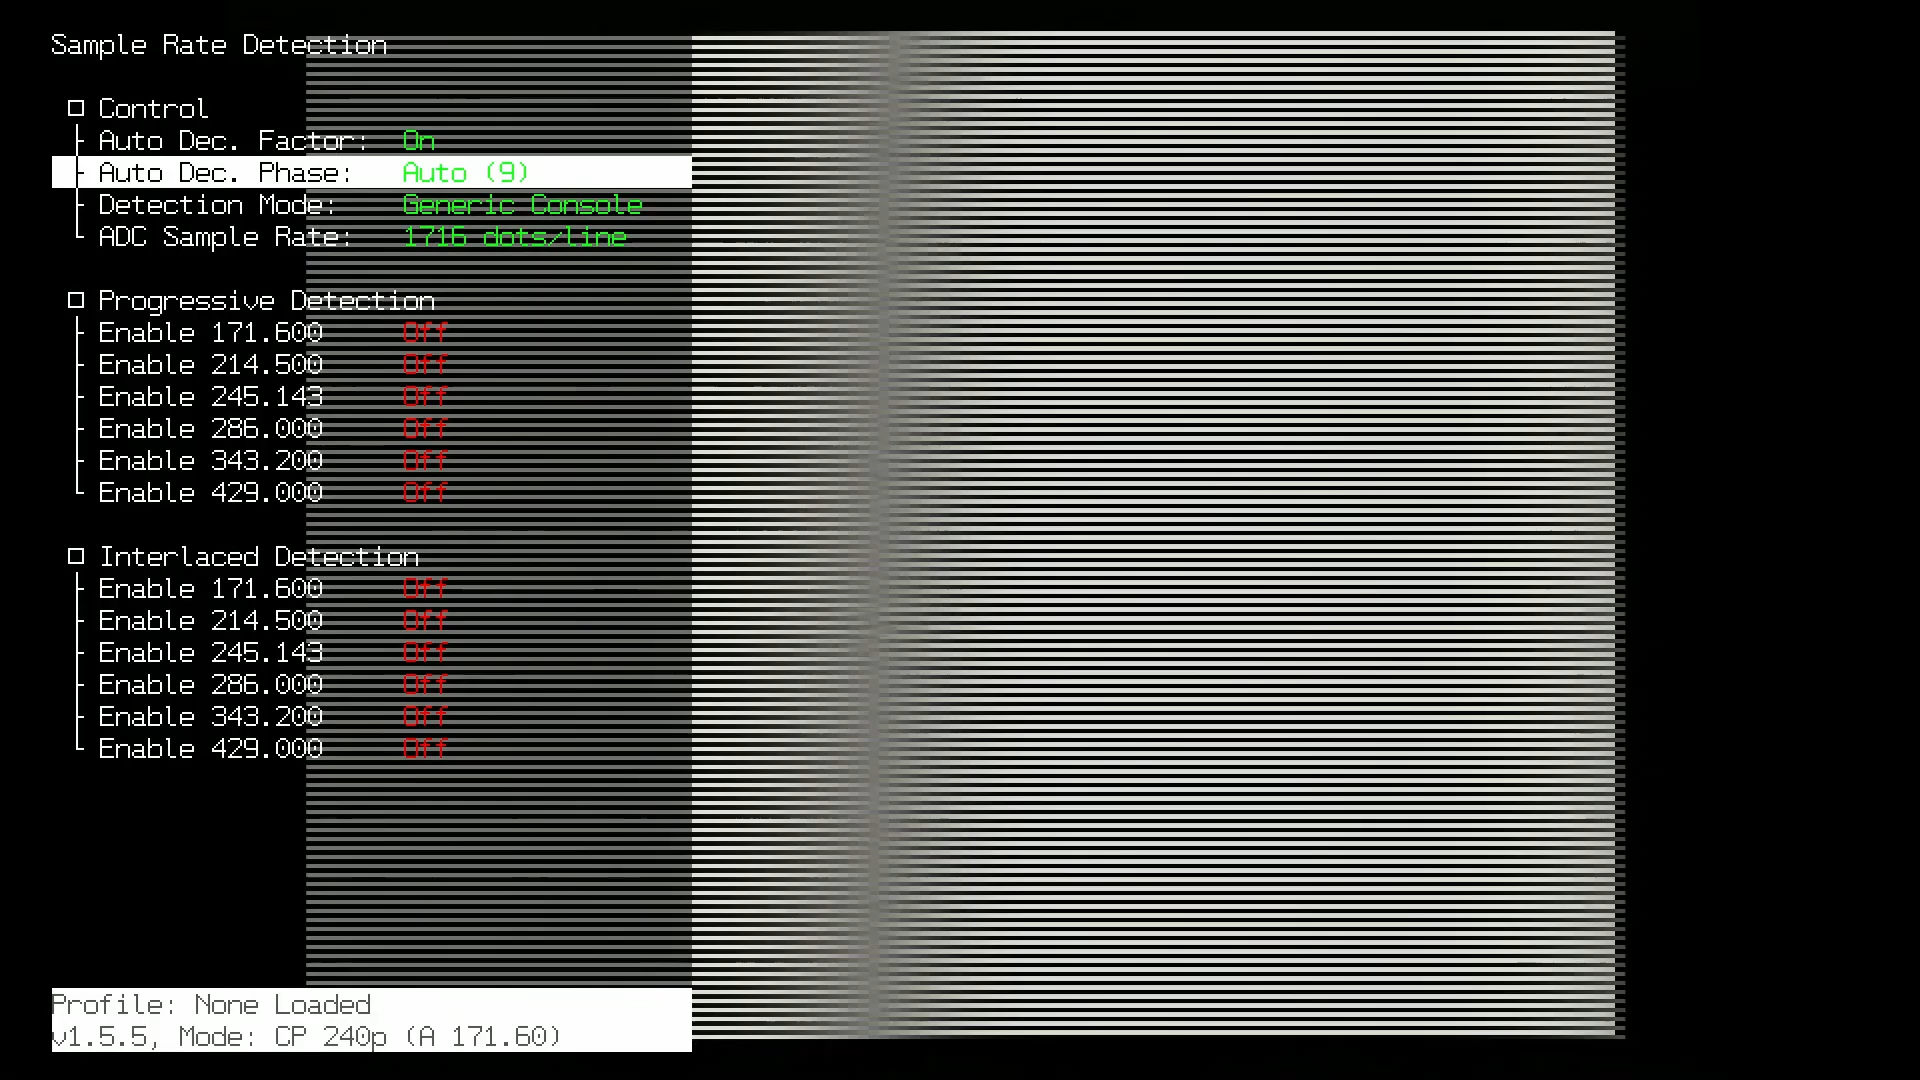 Sample Rate Detection
Control
Auto Dec. Factor: On
Auto Dec. Phase: Auto (9)
Detection Mode: Generic Console
ADC Sample Rate: 1716 dots/line
Progressive Detection
Enable 171.600 Off
Enable 214.500 Off
Enable 245.143 Off
Enable 286.000 Off
Enable 343.200 Off
Enable 429.000 Off
Interlaced Detection
Enable 171.600 Off
Enable 214.500 Off
Enable 245.143 Off
Enable 286.000 Off
Enable 343.200 Off
Enable 429.000 Off
Profile: None Loaded
v1.5.5, Mode: CP 240p (A 171.60)